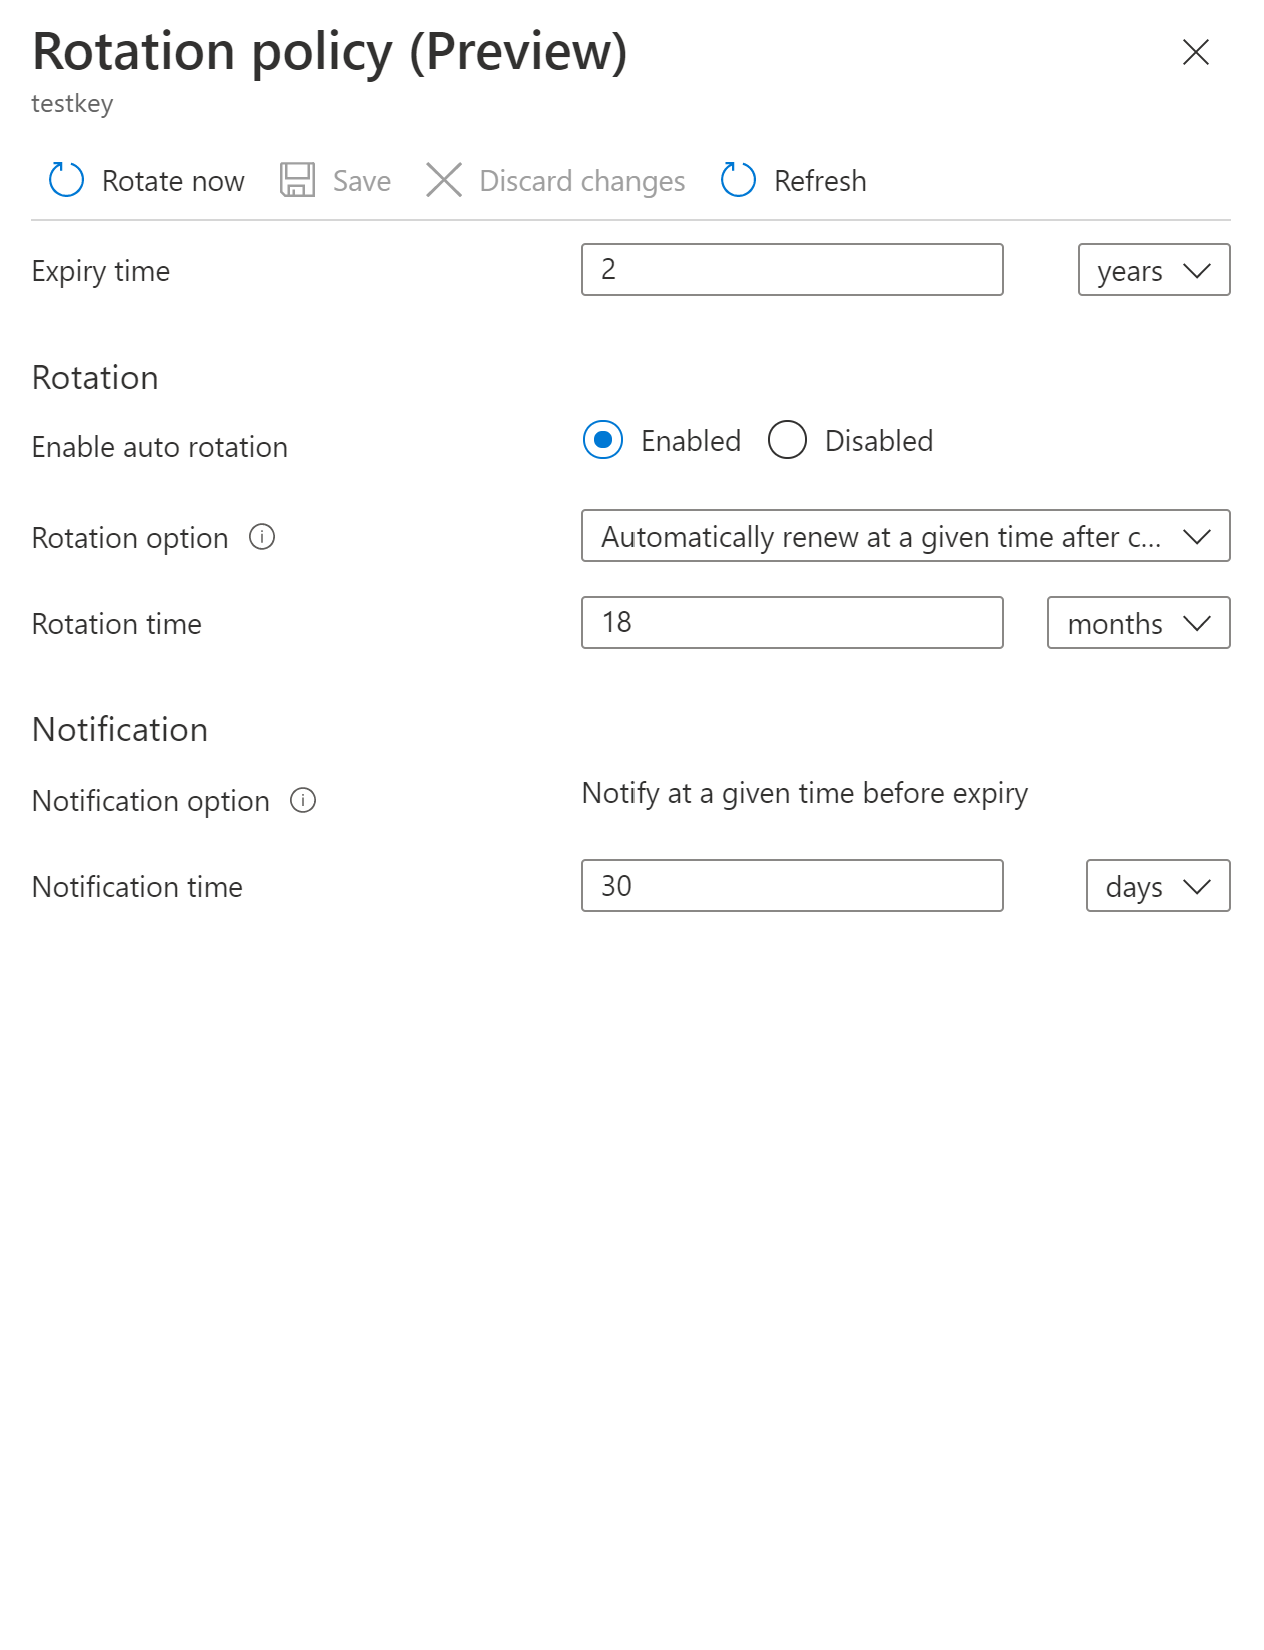 Rotation policy (Preview)
testkey
Rotate now Save Discard changes Refresh
Expiry time 2 years
Rotation
Enable auto rotation Enabled Disabled
Rotation option Automatically renew at a given time after c...
Rotation time 18 months
Notification
Notification option Notify at a given time before expiry
Notification time 30 days